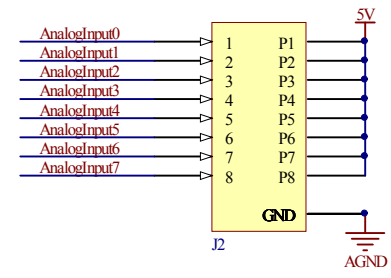 5V
AnalogInput0 1 P1
AnalogInput1 2 P2
AnalogInput2 3 P3
AnalogInput3 4 P4
AnalogInput4 5 P5
AnalogInput5 6 P6
AnalogInput6 7 P7
AnalogInput7 8 P8
GND
J2
AGND